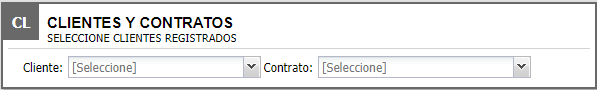 CL
CLIENTES Y CONTRATOS
SELECCIONE CLIENTES REGISTRADOS
Cliente: [Seleccione] Contrato: [Seleccione]